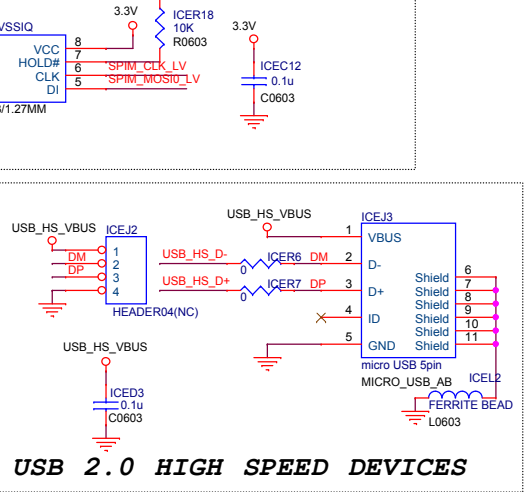 3.3V
ICER18
10K
R0603
VSSIQ
VCC 8
HOLD# 7
CLK 6 SPIM_CLK_LV
DI 5 SPIM_MOSI0_LV
/1.27MM
3.3V
ICEC12
0.1u
C0603
USB_HS_VBUS
ICEJ2
1
DM 2
DP 3
4
HEADER04(NC)
USB_HS_VBUS
USB_HS_D- ICER6 DM
0
USB_HS_D+ ICER7 DP
0
ICEJ3
1 VBUS
2 D-
3 D+
4 ID
5 GND
Shield 6
Shield 7
Shield 8
Shield 9
Shield 10
Shield 11
micro USB 5pin
MICRO_USB_AB
ICEL2
FERRITE BEAD
L0603
USB_HS_VBUS
ICED3
0.1u
C0603
USB 2.0 HIGH SPEED DEVICES